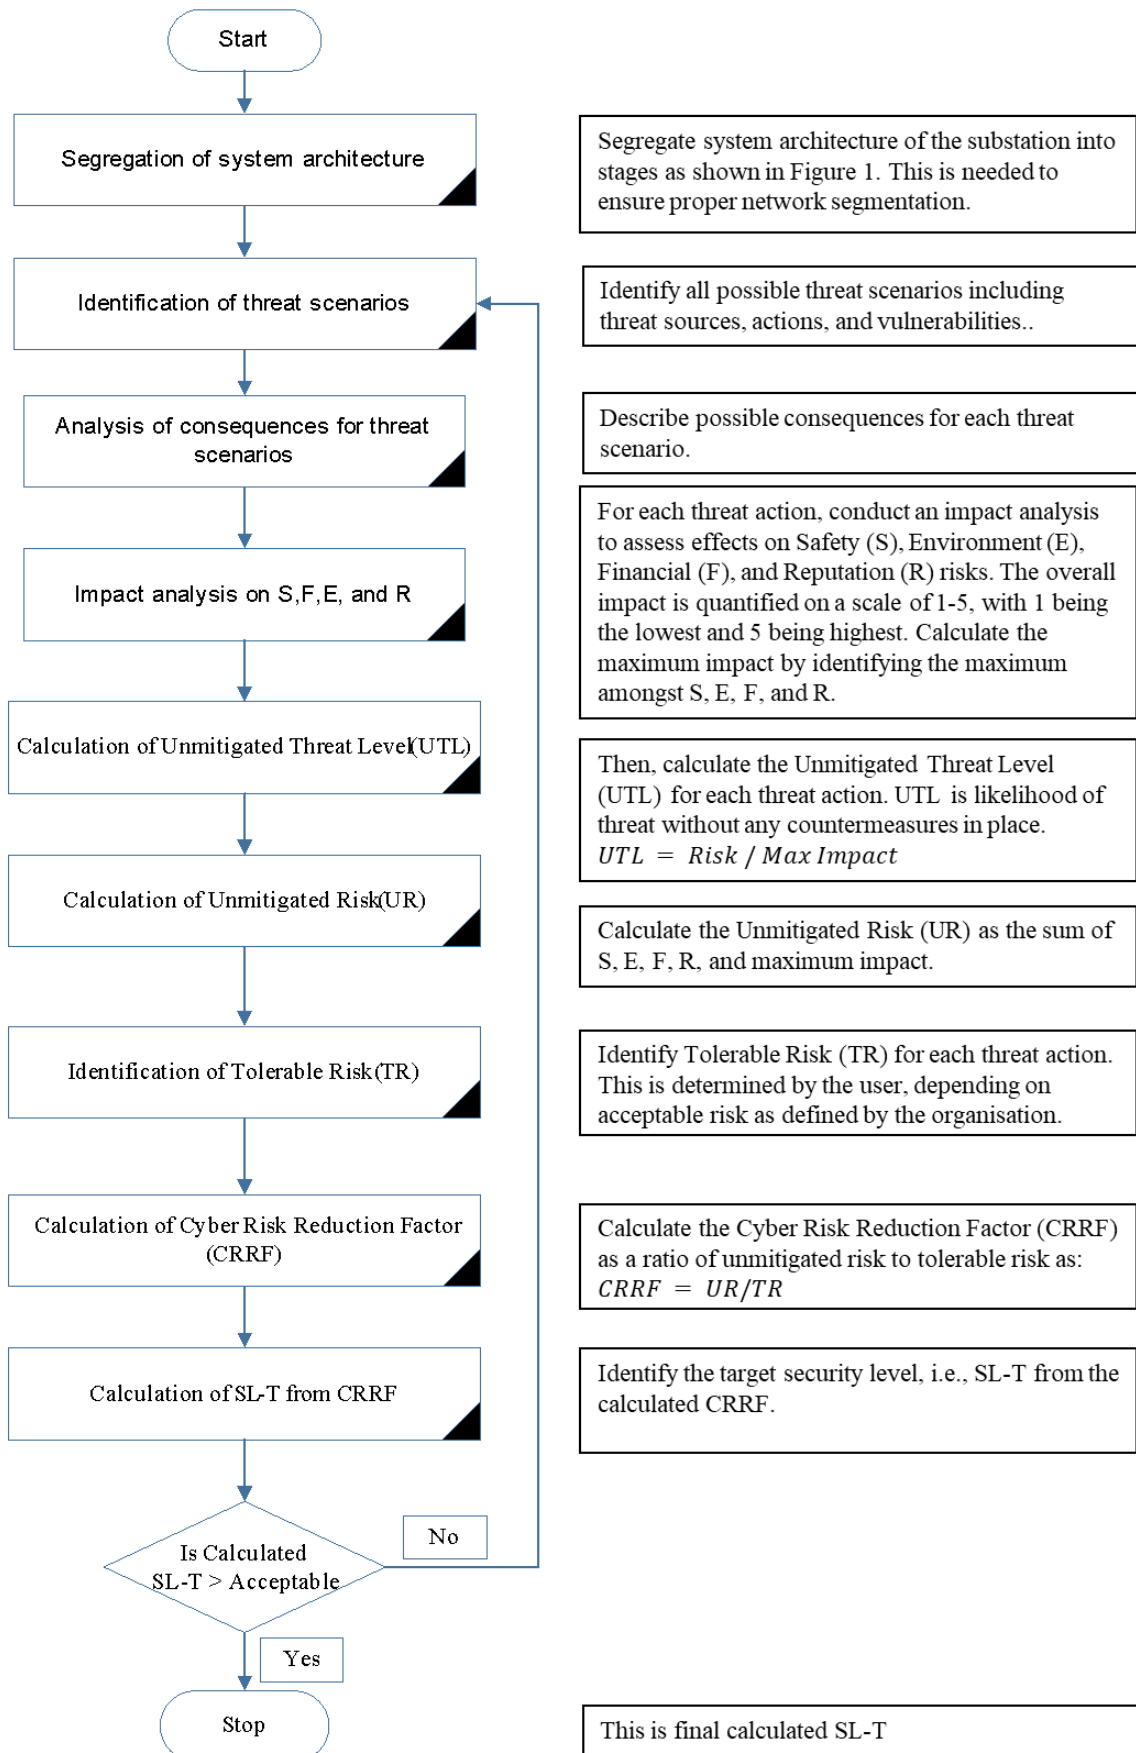 Start
Segregation of system architecture
Segregate system architecture of the substation into
stages as shown in Figure 1. This is needed to
ensure proper network segmentation.
Identification of threat scenarios
Identify all possible threat scenarios including
threat sources, actions, and vulnerabilities..
Analysis of consequences for threat
scenarios
Describe possible consequences for each threat
scenario.
Impact analysis on S,F,E, and R
For each threat action, conduct an impact analysis
to assess effects on Safety (S), Environment (E),
Financial (F), and Reputation (R) risks. The overall
impact is quantified on a scale of 1-5, with 1 being
the lowest and 5 being highest. Calculate the
maximum impact by identifying the maximum
amongst S, E, F, and R.
Calculation of Unmitigated Threat Level(UTL)
Then, calculate the Unmitigated Threat Level
(UTL) for each threat action. UTL is likelihood of
threat without any countermeasures in place.
UTL = Risk / Max Impact
Calculation of Unmitigated Risk(UR)
Calculate the Unmitigated Risk (UR) as the sum of
S, E, F, R, and maximum impact.
Identification of Tolerable Risk(TR)
Identify Tolerable Risk (TR) for each threat action.
This is determined by the user, depending on
acceptable risk as defined by the organisation.
Calculation of Cyber Risk Reduction Factor
(CRRF)
Calculate the Cyber Risk Reduction Factor (CRRF)
as a ratio of unmitigated risk to tolerable risk as:
CRRF = UR/TR
Calculation of SL-T from CRRF
Identify the target security level, i.e., SL-T from the
calculated CRRF.
Is Calculated
SL-T > Acceptable
No
Yes
Stop
This is final calculated SL-T